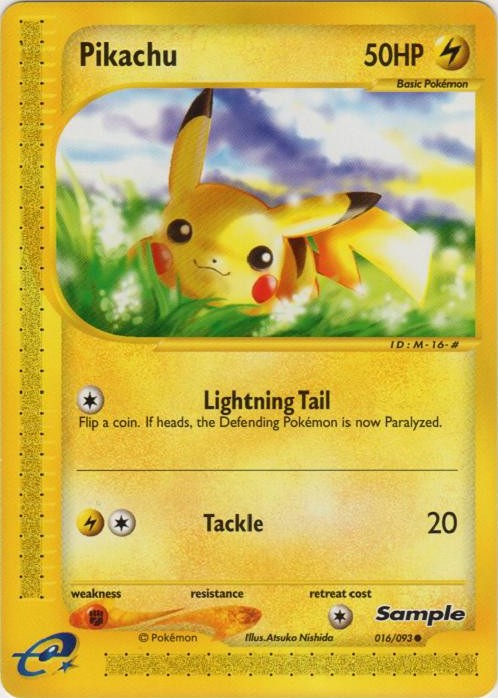 Pikachu 50HP
Basic Pokémon
ID: M-16-#
Lightning Tail
Flip a coin. If heads, the Defending Pokémon is now Paralyzed.
Tackle 20
weakness resistance retreat cost
Sample
© Pokémon Illus. Atsuko Nishida 016/093 ●
e